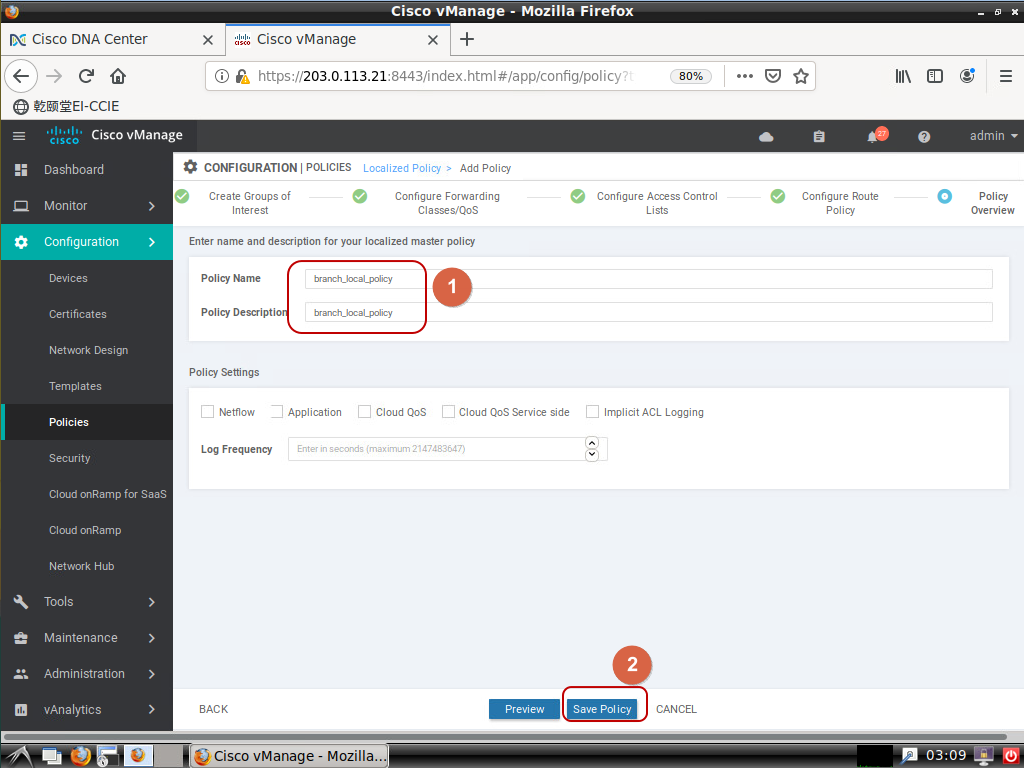 Cisco vManage - Mozilla Firefox
Cisco DNA Center
Cisco vManage
https://203.0.113.21:8443/index.html#/app/config/policy?t
80%
乾颐堂EI-CCIE
cisco Cisco vManage
27
admin
Dashboard
Monitor
Configuration
Devices
Certificates
Network Design
Templates
Policies
Security
Cloud onRamp for SaaS
Cloud onRamp
Network Hub
Tools
Maintenance
Administration
vAnalytics
CONFIGURATION | POLICIES Localized Policy > Add Policy
Create Groups of
Interest
Configure Forwarding
Classes/QoS
Configure Access Control
Lists
Configure Route
Policy
Policy
Overview
Enter name and description for your localized master policy
Policy Name branch_local_policy
1
Policy Description branch_local_policy
Policy Settings
Netflow Application Cloud QoS Cloud QoS Service side Implicit ACL Logging
Log Frequency Enter in seconds (maximum 2147483647)
2
BACK Preview Save Policy CANCEL
Cisco vManage - Mozilla... 03:09